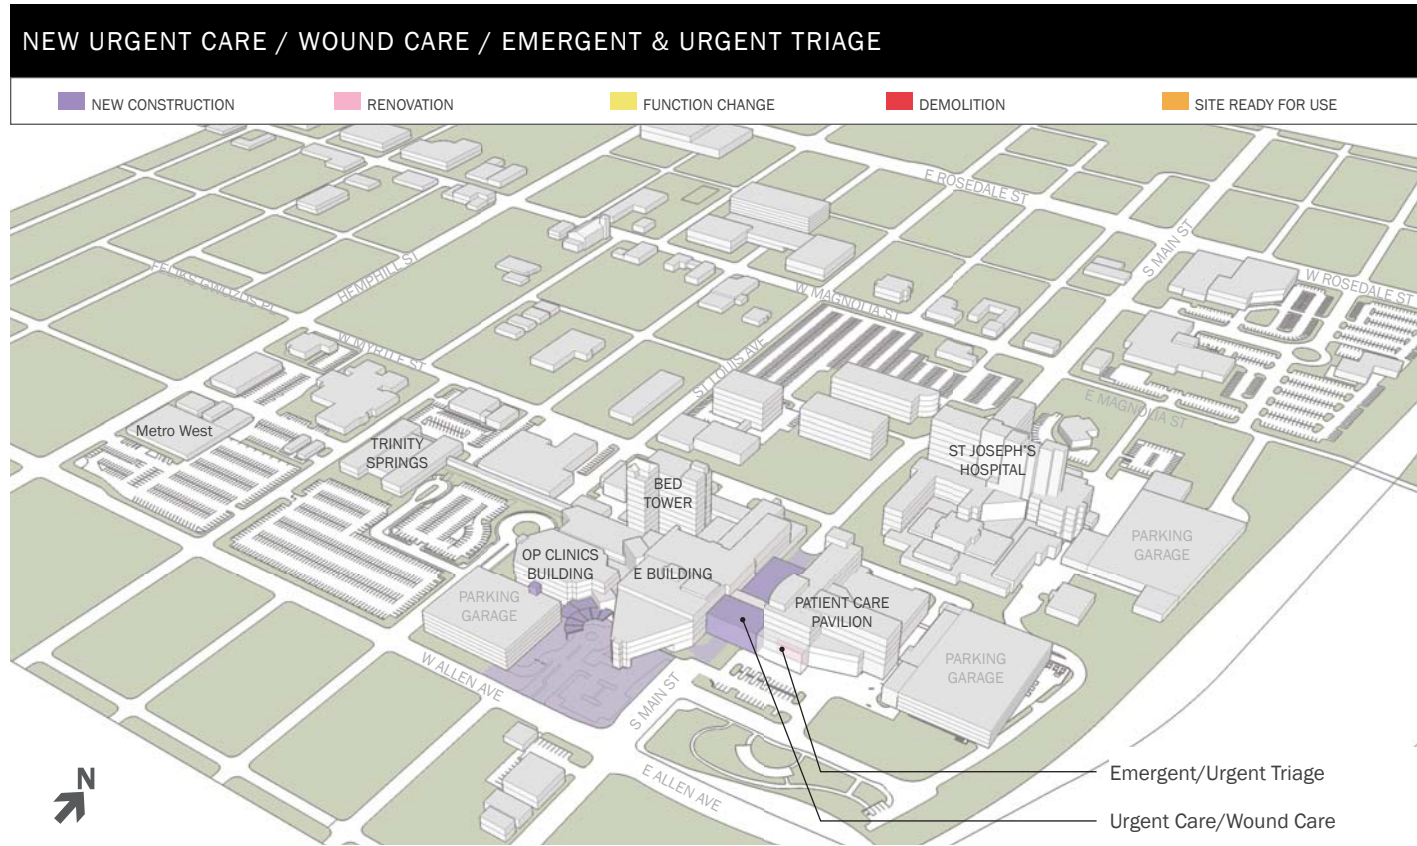 NEW URGENT CARE / WOUND CARE / EMERGENT & URGENT TRIAGE
NEW CONSTRUCTION
RENOVATION
FUNCTION CHANGE
DEMOLITION
SITE READY FOR USE
E ROSEDALE ST
S MAIN ST
W ROSEDALE ST
HEMPHILL ST
W MAGNOLIA ST
W MYRTLE ST
ST LOUIS AVE
E MAGNOLIA ST
Metro West
TRINITY
SPRINGS
ST JOSEPH'S
HOSPITAL
BED
TOWER
PARKING
GARAGE
OP CLINICS
BUILDING
E BUILDING
PARKING
GARAGE
PATIENT CARE
PAVILION
PARKING
GARAGE
W ALLEN AVE
S MAIN ST
E ALLEN AVE
N
Emergent/Urgent Triage
Urgent Care/Wound Care